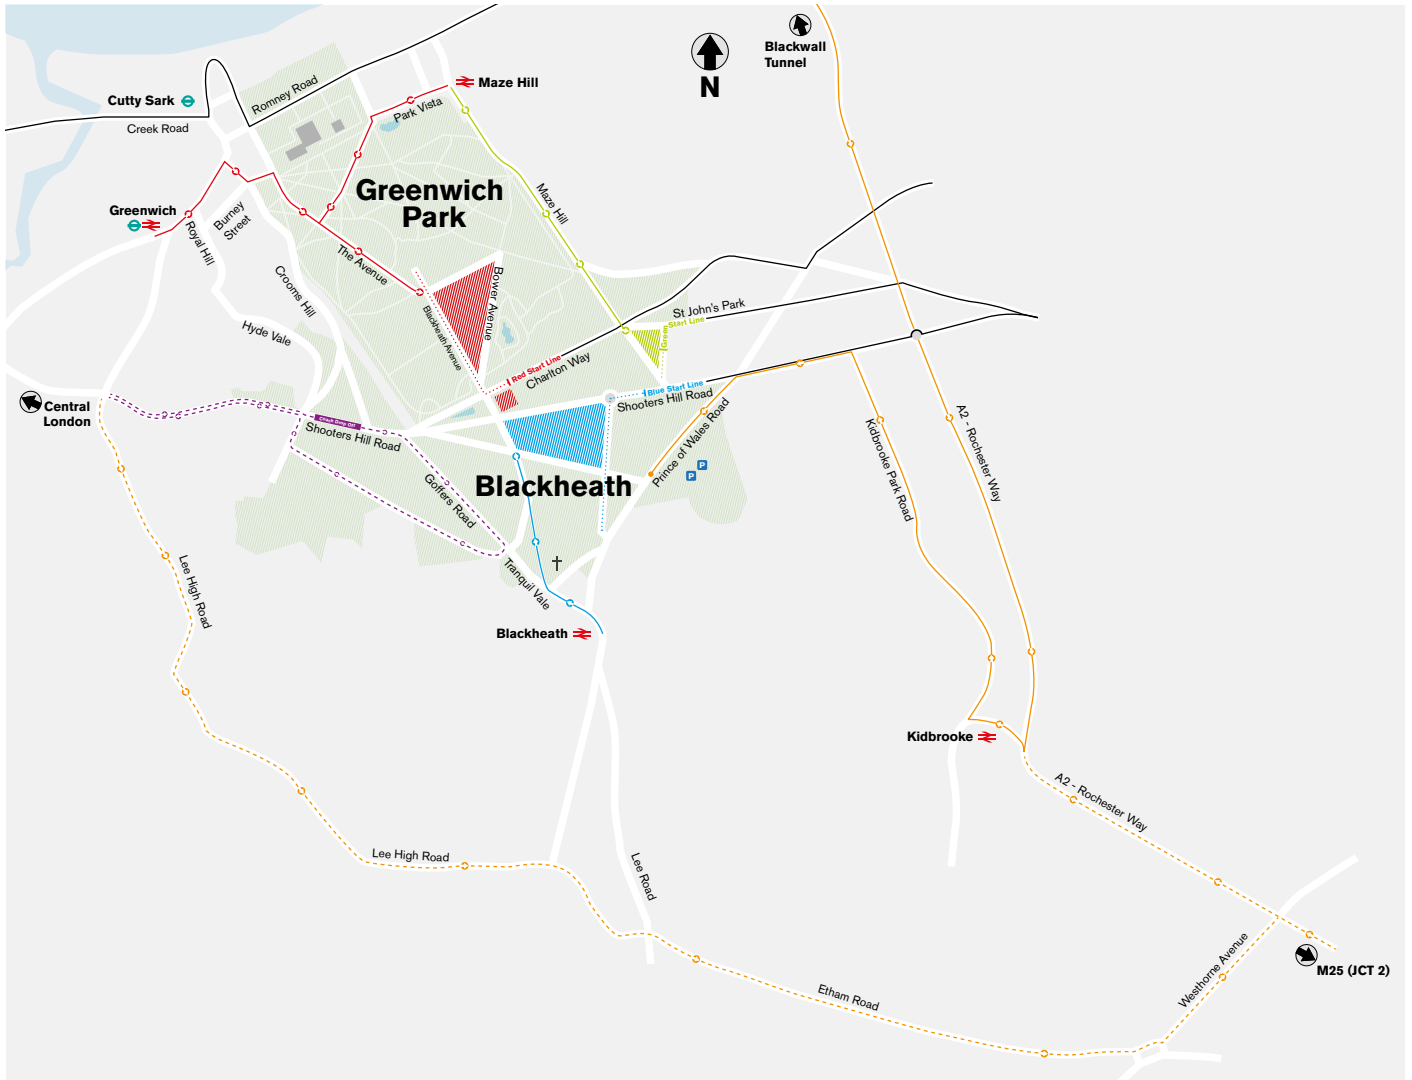 Blackwall
Tunnel
N
Maze Hill
Romney Road
Cutty Sark
Park Vista
Creek Road
Greenwich
Park
Maze Hill
Greenwich
Burney
Street
Royal Hill
The Avenue
Crooms Hill
Bower Avenue
Blackheath Avenue
St John's Park
Green
Start Line
Hyde Vale
Red Start Line
Charlton Way
Blue Start Line
Shooters Hill Road
Central
London
Coach Drop Off
Shooters Hill Road
Prince of Wales Road
Kidbrooke Park Road
A2 - Rochester Way
P
P
Goffers Road
Blackheath
Tranquil Vale
Lee High Road
Blackheath
Kidbrooke
A2 - Rochester Way
Lee High Road
Lee Road
Westhorne Avenue
M25 (JCT 2)
Etham Road